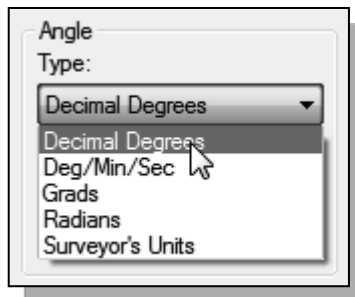 Angle
Type:
Decimal Degrees
Decimal Degrees
Deg/Min/Sec
Grads
Radians
Surveyor's Units